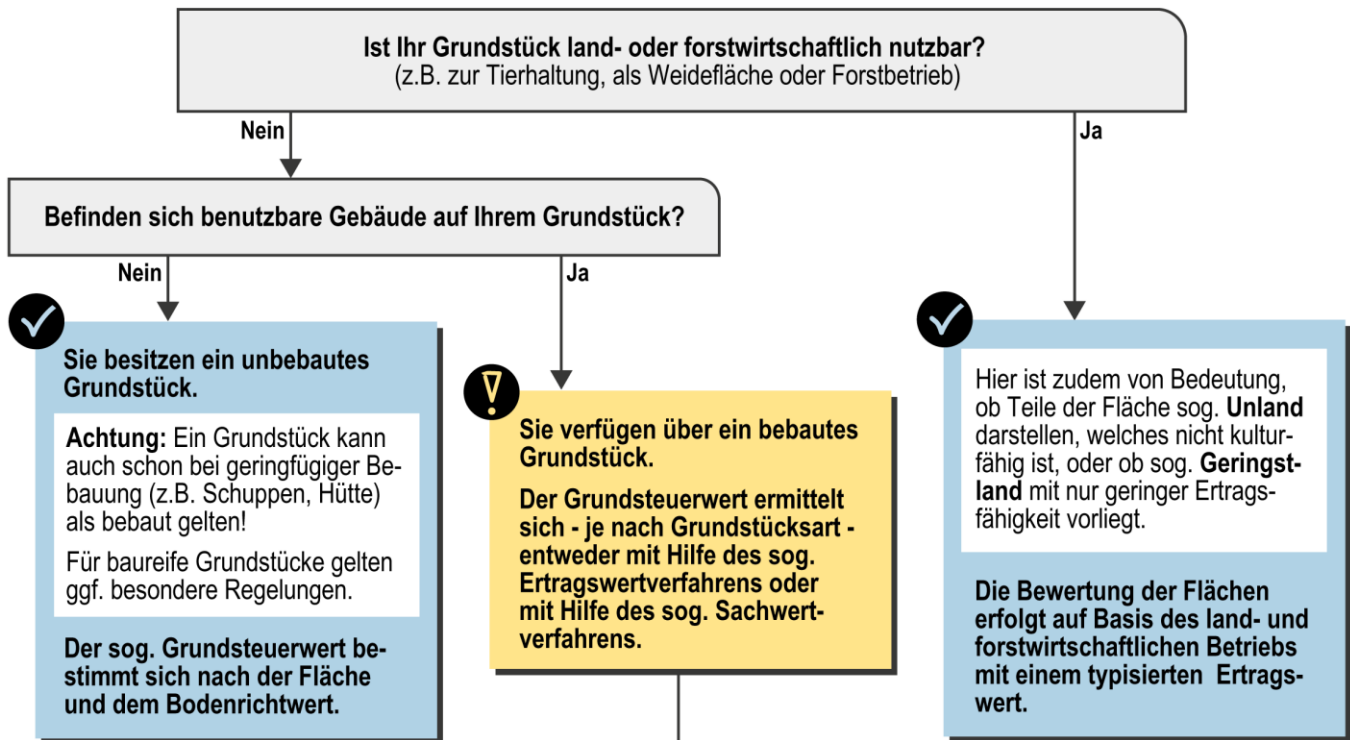 Ist Ihr Grundstück land- oder forstwirtschaftlich nutzbar?
(z.B. zur Tierhaltung, als Weidefläche oder Forstbetrieb)
Nein
Ja
Befinden sich benutzbare Gebäude auf Ihrem Grundstück?
Nein
Ja
Sie besitzen ein unbebautes
Grundstück.
Achtung: Ein Grundstück kann
auch schon bei geringfügiger Be-
bauung (z.B. Schuppen, Hütte)
als bebaut gelten!
Für baureife Grundstücke gelten
ggf. besondere Regelungen.
Der sog. Grundsteuerwert be-
stimmt sich nach der Fläche
und dem Bodenrichtwert.
Sie verfügen über ein bebautes
Grundstück.
Der Grundsteuerwert ermittelt
sich - je nach Grundstücksart -
entweder mit Hilfe des sog.
Ertragswertverfahrens oder
mit Hilfe des sog. Sachwert-
verfahrens.
Hier ist zudem von Bedeutung,
ob Teile der Fläche sog. Unland
darstellen, welches nicht kultur-
fähig ist, oder ob sog. Geringst-
land mit nur geringer Ertrags-
fähigkeit vorliegt.
Die Bewertung der Flächen
erfolgt auf Basis des land- und
forstwirtschaftlichen Betriebs
mit einem typisierten Ertrags-
wert.